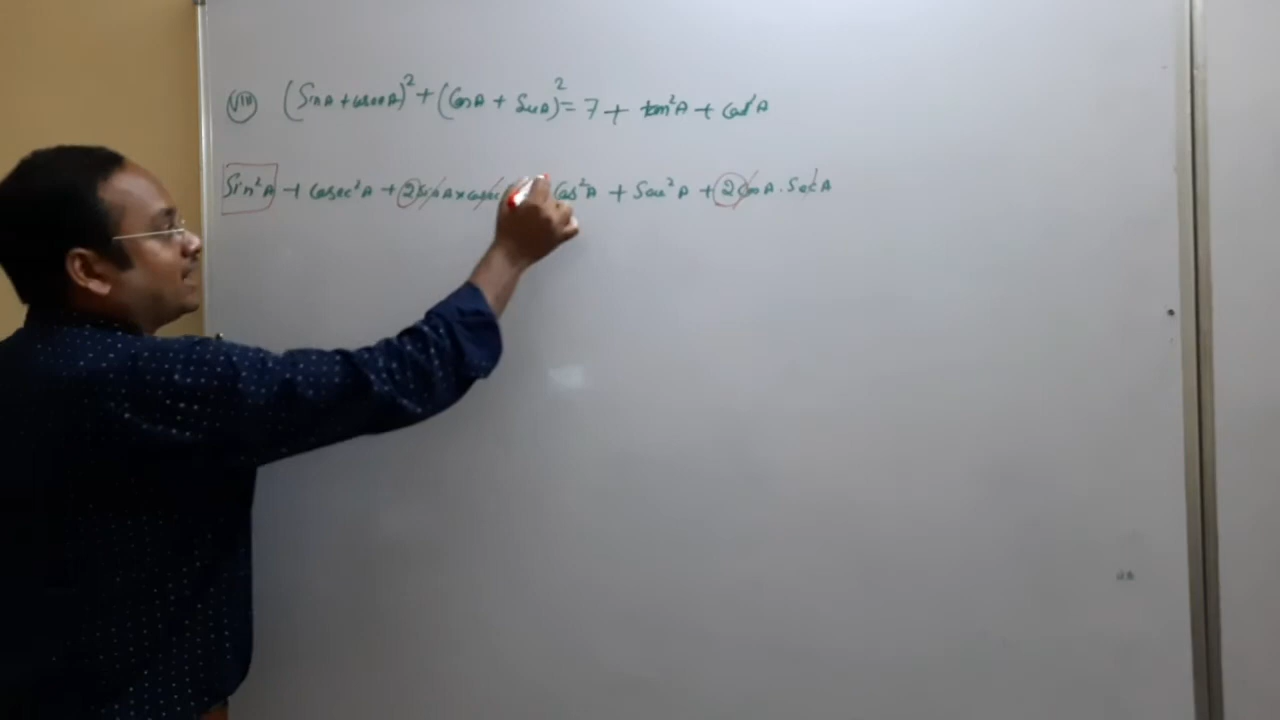 (VIII) (SinA + cosecA)² + (CosA + SecA)² = 7 + tan²A + Cot²A
Sin²A + Cosec²A + 2 SinA × cosec Cos²A + Sec²A + 2 CosA . SecA